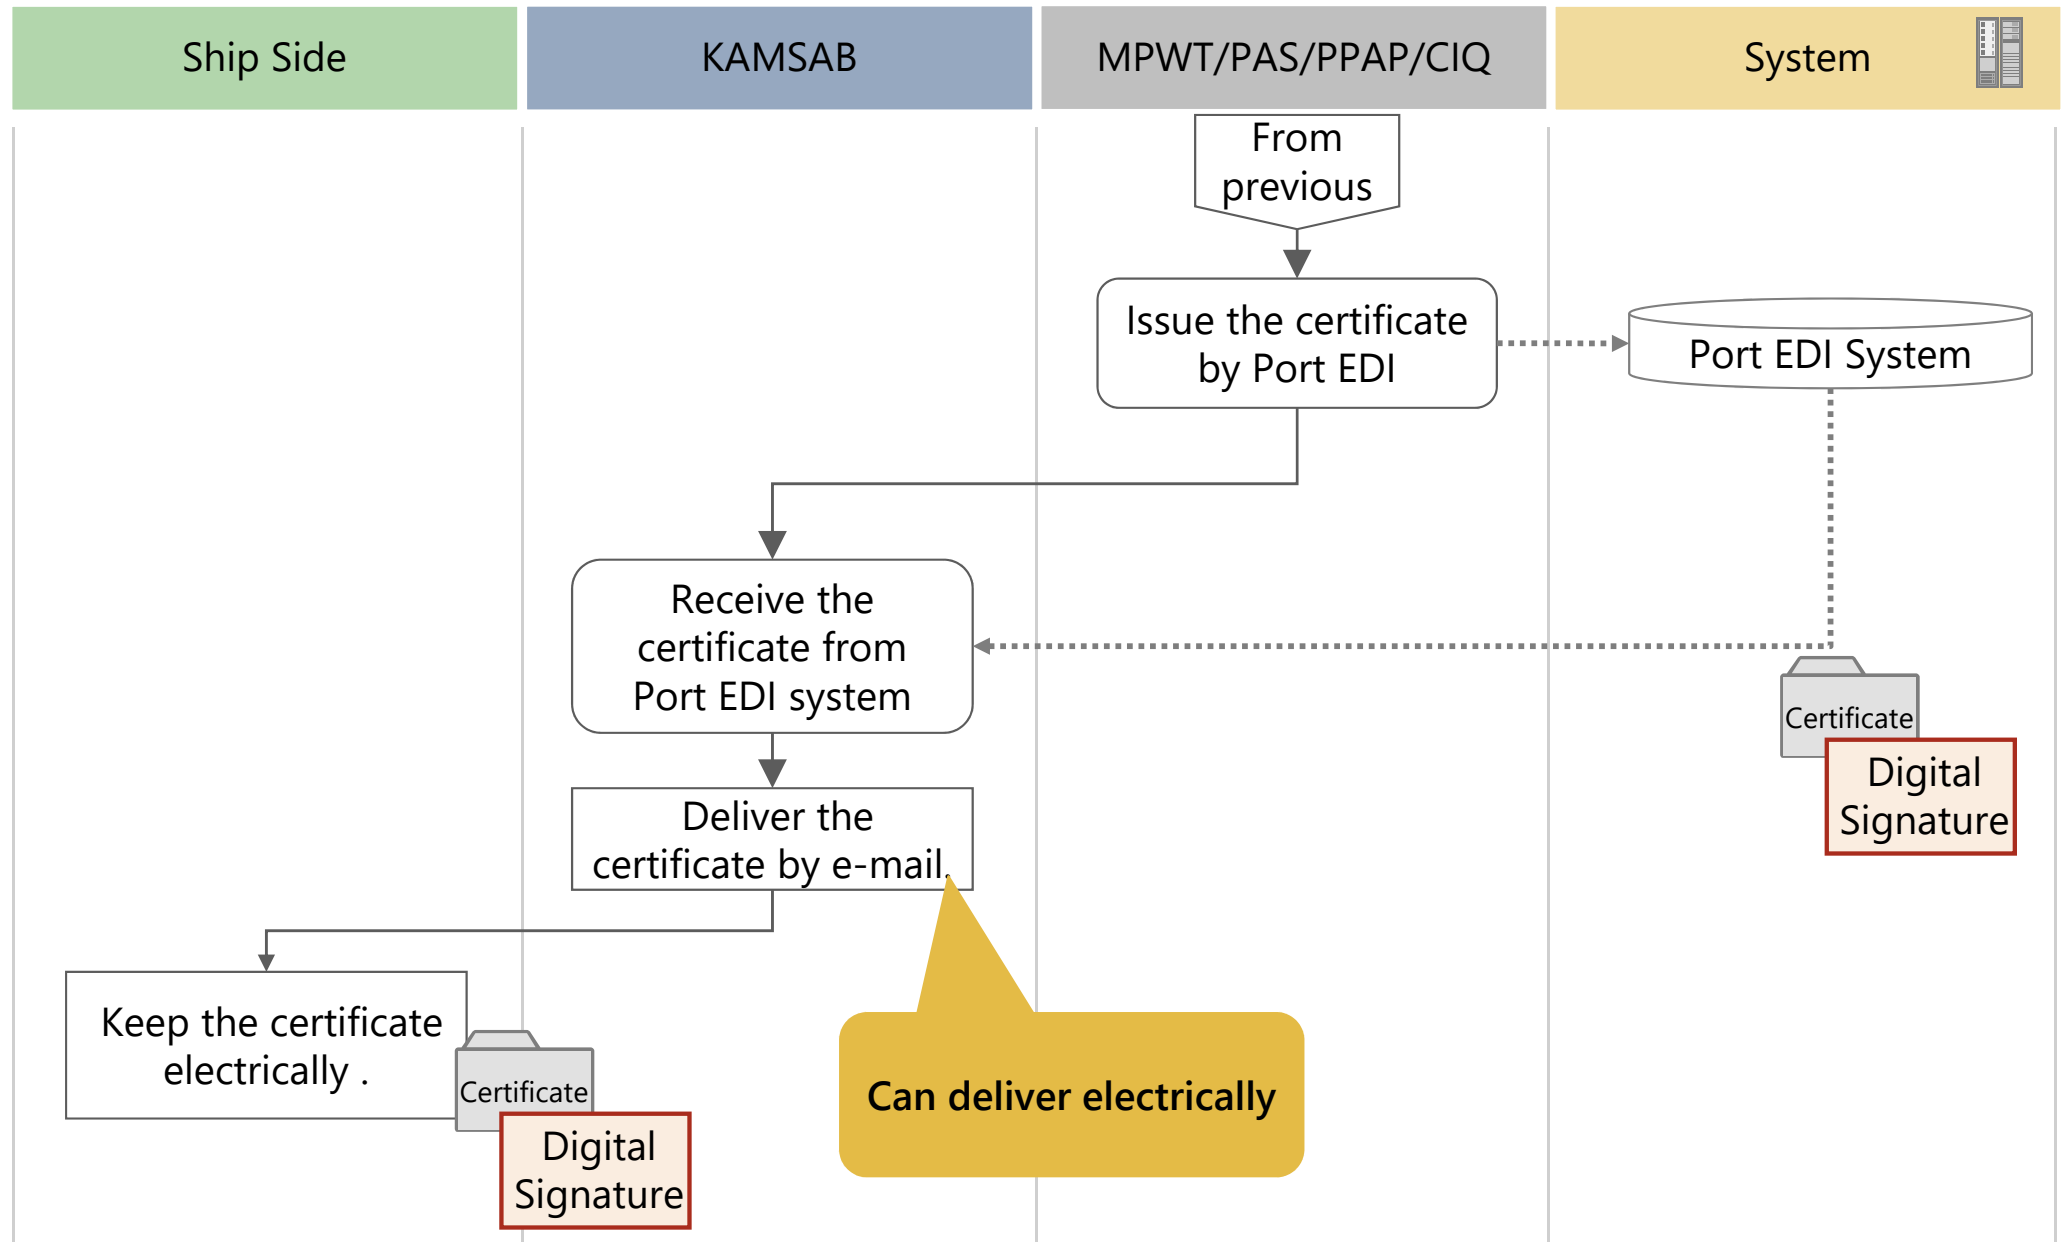 Ship Side
KAMSAB
MPWT/PAS/PPAP/CIQ
System
From
previous
Issue the certificate
by Port EDI
Port EDI System
Receive the
certificate from
Port EDI system
Certificate
Digital
Signature
Deliver the
certificate by e-mail.
Keep the certificate
electrically .
Certificate
Digital
Signature
Can deliver electrically